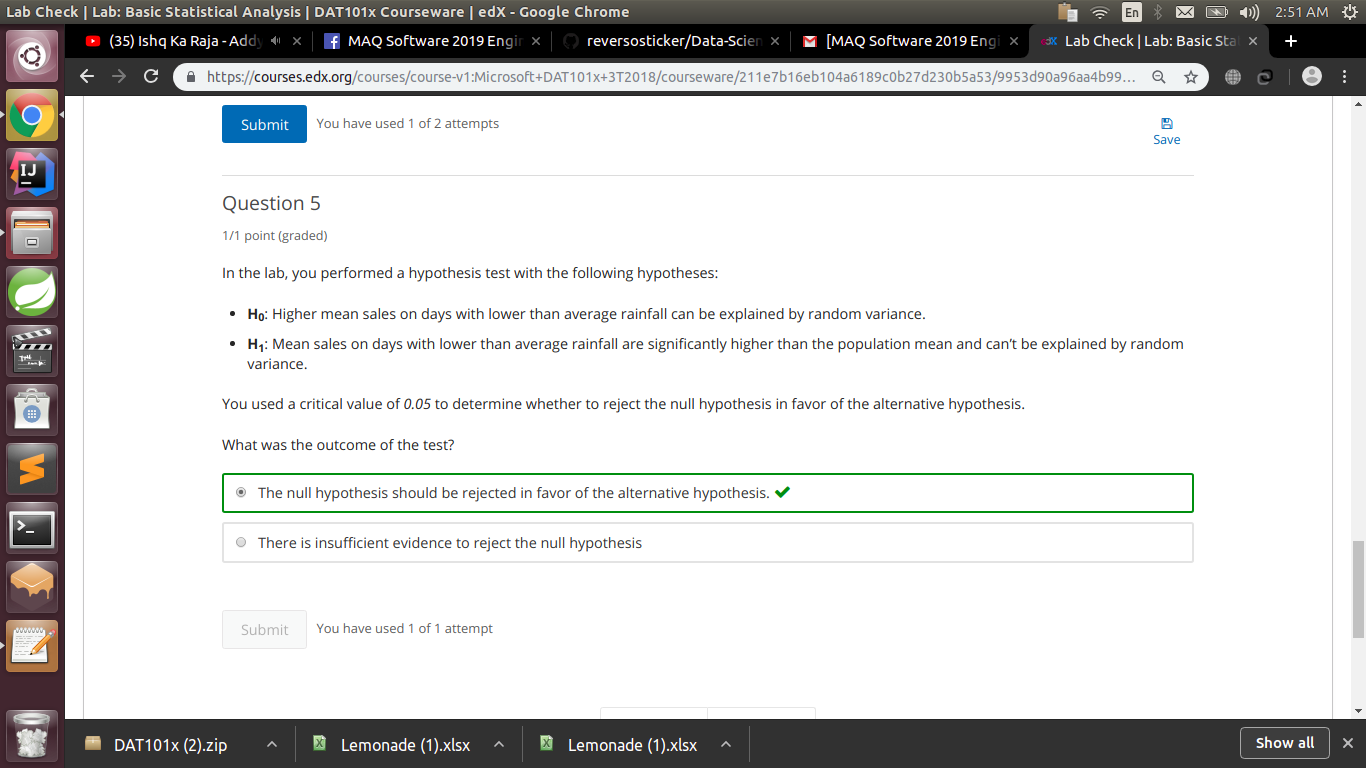 Lab Check | Lab: Basic Statistical Analysis | DAT101x Courseware | edX - Google Chrome
En
2:51 AM
(35) Ishq Ka Raja - Addy
MAQ Software 2019 Engir
reversosticker/Data-Scien
[MAQ Software 2019 Engi
Lab Check | Lab: Basic Stat
https://courses.edx.org/courses/course-v1:Microsoft+DAT101x+3T2018/courseware/211e7b16eb104a6189c0b27d230b5a53/9953d90a96aa4b99...
Submit
You have used 1 of 2 attempts
Save
Question 5
1/1 point (graded)
In the lab, you performed a hypothesis test with the following hypotheses:
• H0: Higher mean sales on days with lower than average rainfall can be explained by random variance.
• H1: Mean sales on days with lower than average rainfall are significantly higher than the population mean and can’t be explained by random
variance.
You used a critical value of 0.05 to determine whether to reject the null hypothesis in favor of the alternative hypothesis.
What was the outcome of the test?
The null hypothesis should be rejected in favor of the alternative hypothesis.
There is insufficient evidence to reject the null hypothesis
Submit
You have used 1 of 1 attempt
DAT101x (2).zip
Lemonade (1).xlsx
Lemonade (1).xlsx
Show all